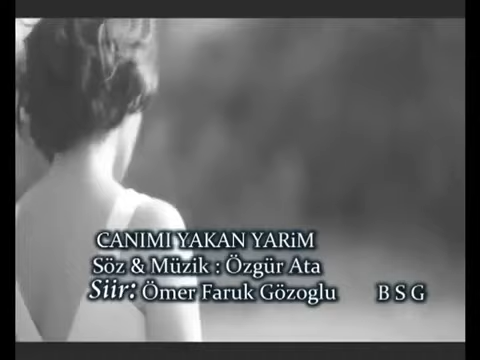 CANIMI YAKAN YARiM
Söz & Müzik : Özgür Ata
Siir: Ömer Faruk Gözoglu B S G